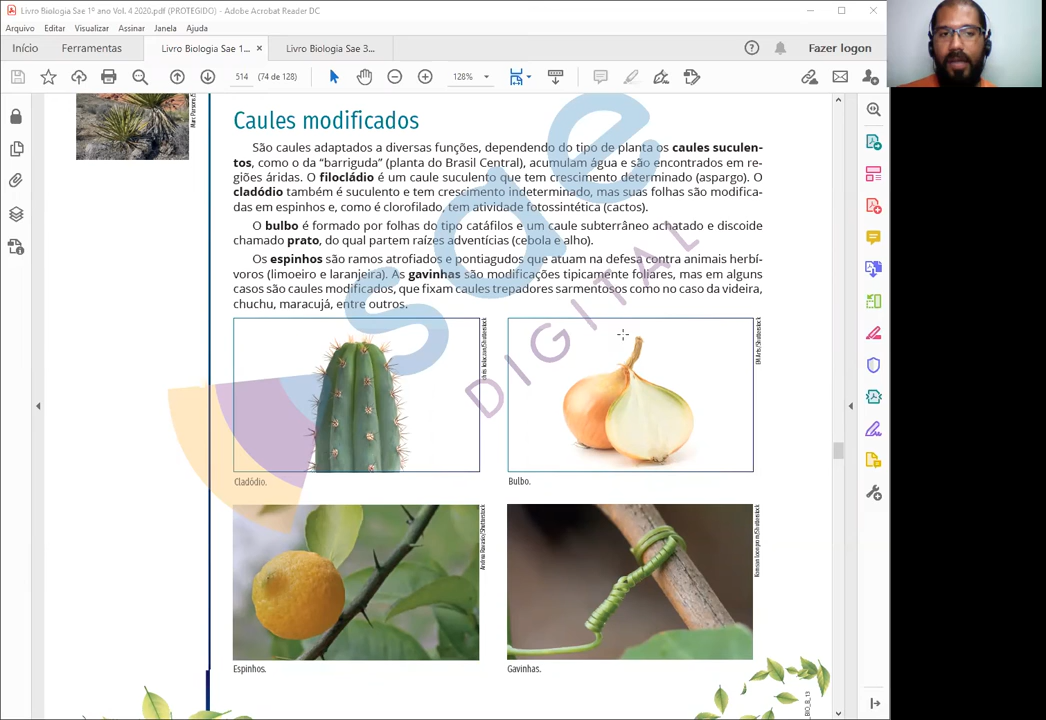 Livro Biologia Sae 1º ano Vol. 4 2020.pdf (PROTEGIDO) - Adobe Acrobat Reader DC
Arquivo Editar Visualizar Assinar Janela Ajuda
Início Ferramentas Livro Biologia Sae 1... × Livro Biologia Sae 3... Fazer logon
514 (74 de 128) 128%
Caules modificados
São caules adaptados a diversas funções, dependendo do tipo de planta os caules suculen-
tos, como o da “barriguda” (planta do Brasil Central), acumulam água e são encontrados em re-
giões áridas. O filocládio é um caule suculento que tem crescimento determinado (aspargo). O
cladódio também é suculento e tem crescimento indeterminado, mas suas folhas são modifica-
das em espinhos e, como é clorofilado, tem atividade fotossintética (cactos).
O bulbo é formado por folhas do tipo catáfilos e um caule subterrâneo achatado e discoide
chamado prato, do qual partem raízes adventícias (cebola e alho).
Os espinhos são ramos atrofiados e pontiagudos que atuam na defesa contra animais herbí-
voros (limoeiro e laranjeira). As gavinhas são modificações tipicamente foliares, mas em alguns
casos são caules modificados, que fixam caules trepadores sarmentosos como no caso da videira,
chuchu, maracujá, entre outros.
sae
DIGITAL
Cladódio.
Bulbo.
Espinhos.
Gavinhas.